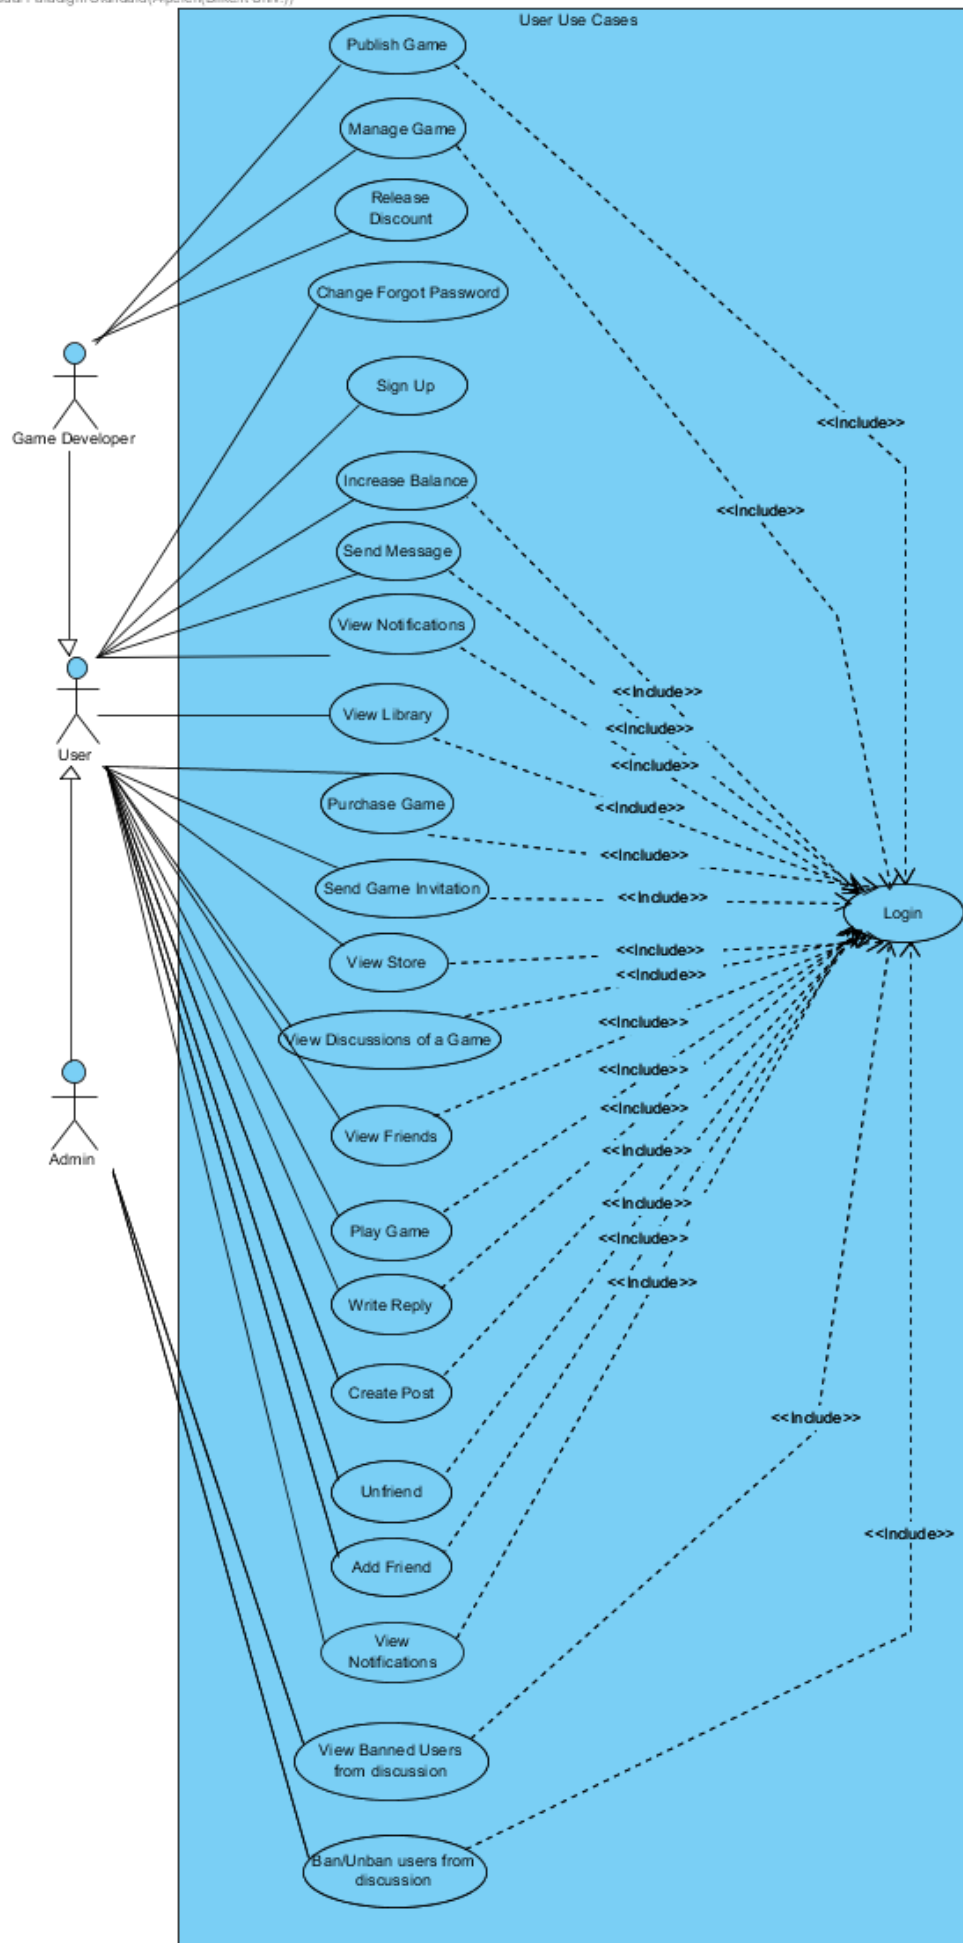 User Use Cases
Publish Game
Manage Game
Release
Discount
Change Forgot Password
Sign Up
Game Developer
<<Include>>
Increase Balance
<<Include>>
Send Message
View Notifications
<<Include>>
View Library
<<Include>>
User
<<Include>>
Purchase Game
<<Include>>
<<Include>>
Send Game Invitation
<<Include>>
Login
View Store
<<Include>>
<<Include>>
View Discussions of a Game
<<Include>>
<<Include>>
<<Include>>
View Friends
Admin
<<Include>>
<<Include>>
Play Game
<<Include>>
<<Include>>
Write Reply
Create Post
<<Include>>
Unfriend
<<Include>>
Add Friend
View
Notifications
View Banned Users
from discussion
Ban/Unban users from
discussion